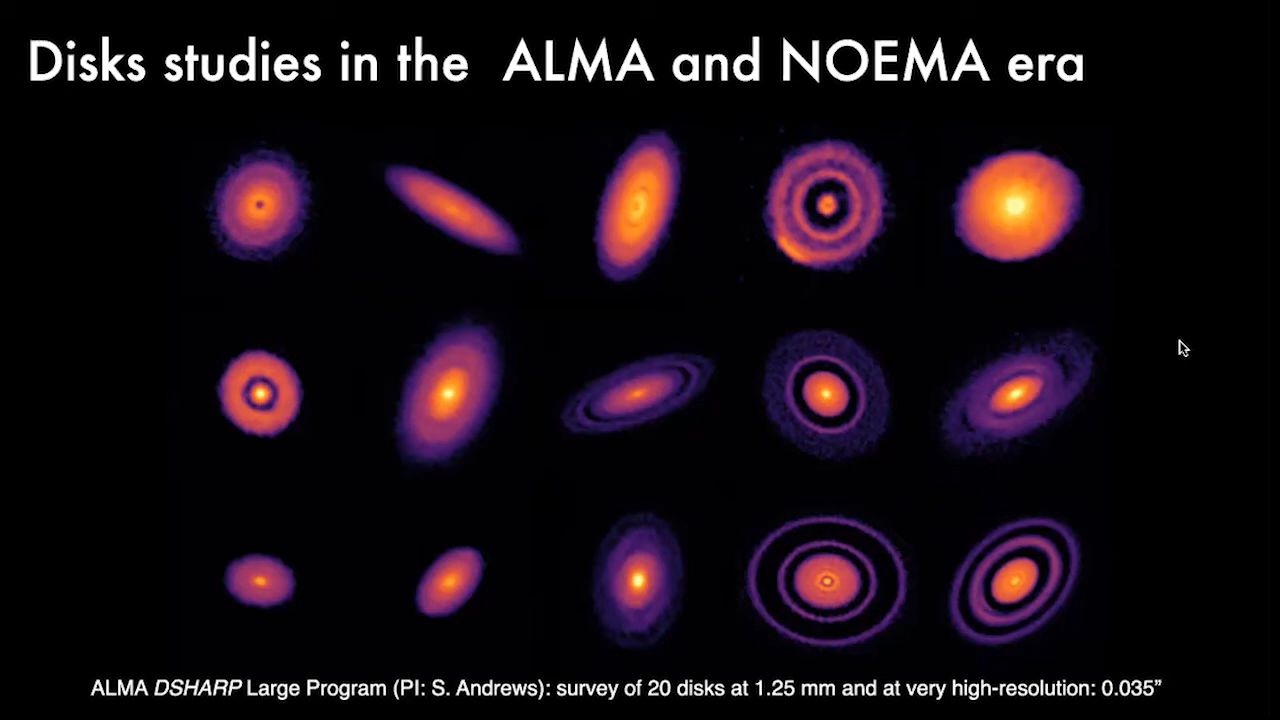 Disks studies in the ALMA and NOEMA era
ALMA DSHARP Large Program (PI: S. Andrews): survey of 20 disks at 1.25 mm and at very high-resolution: 0.035”